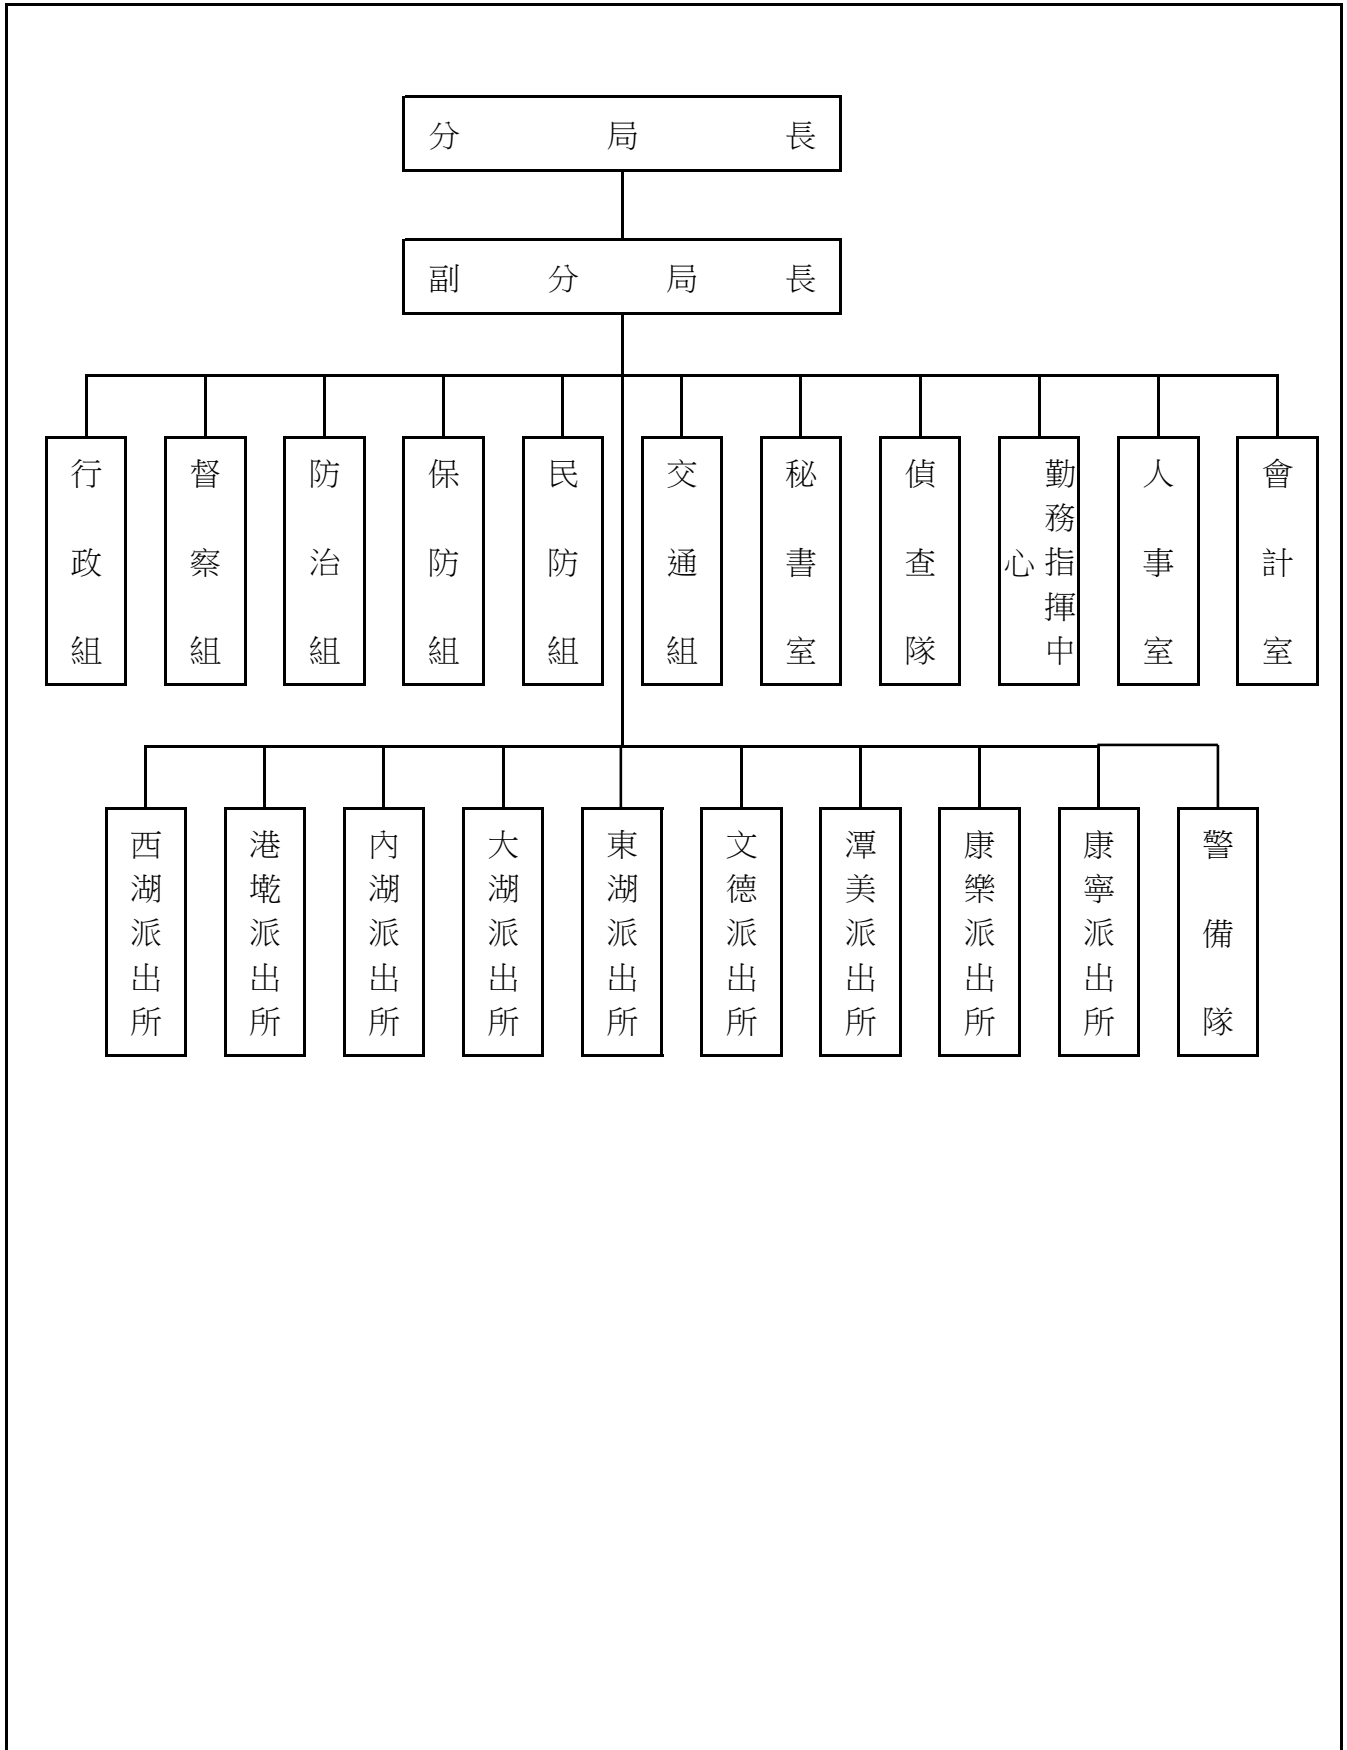 分局長
副分局長
行政組
督察組
防治組
保防組
民防組
交通組
秘書室
偵查隊
勤務指揮中
心
人事室
會計室
西湖派出所
港墘派出所
內湖派出所
大湖派出所
東湖派出所
文德派出所
潭美派出所
康樂派出所
康寧派出所
警備隊